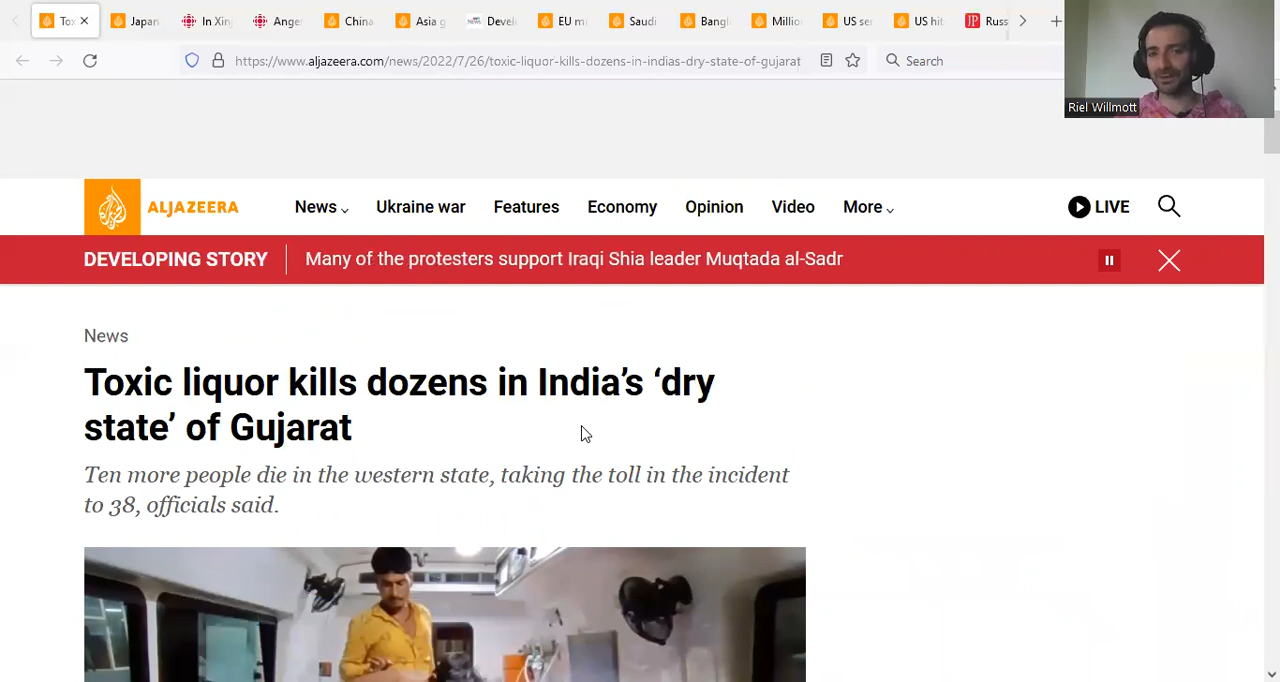 To:
Japan
In Xin
Ange
China
Asia g
Devel
EU m
Saudi
Bangl
Millio
US se
US hit
JP
Russ
https://www.aljazeera.com/news/2022/7/26/toxic-liquor-kills-dozens-in-indias-dry-state-of-gujarat
Search
Riel Willmott
ALJAZEERA
News
Ukraine war
Features
Economy
Opinion
Video
More
LIVE
DEVELOPING STORY
Many of the protesters support Iraqi Shia leader Muqtada al-Sadr
News
Toxic liquor kills dozens in India’s ‘dry
state’ of Gujarat
Ten more people die in the western state, taking the toll in the incident
to 38, officials said.